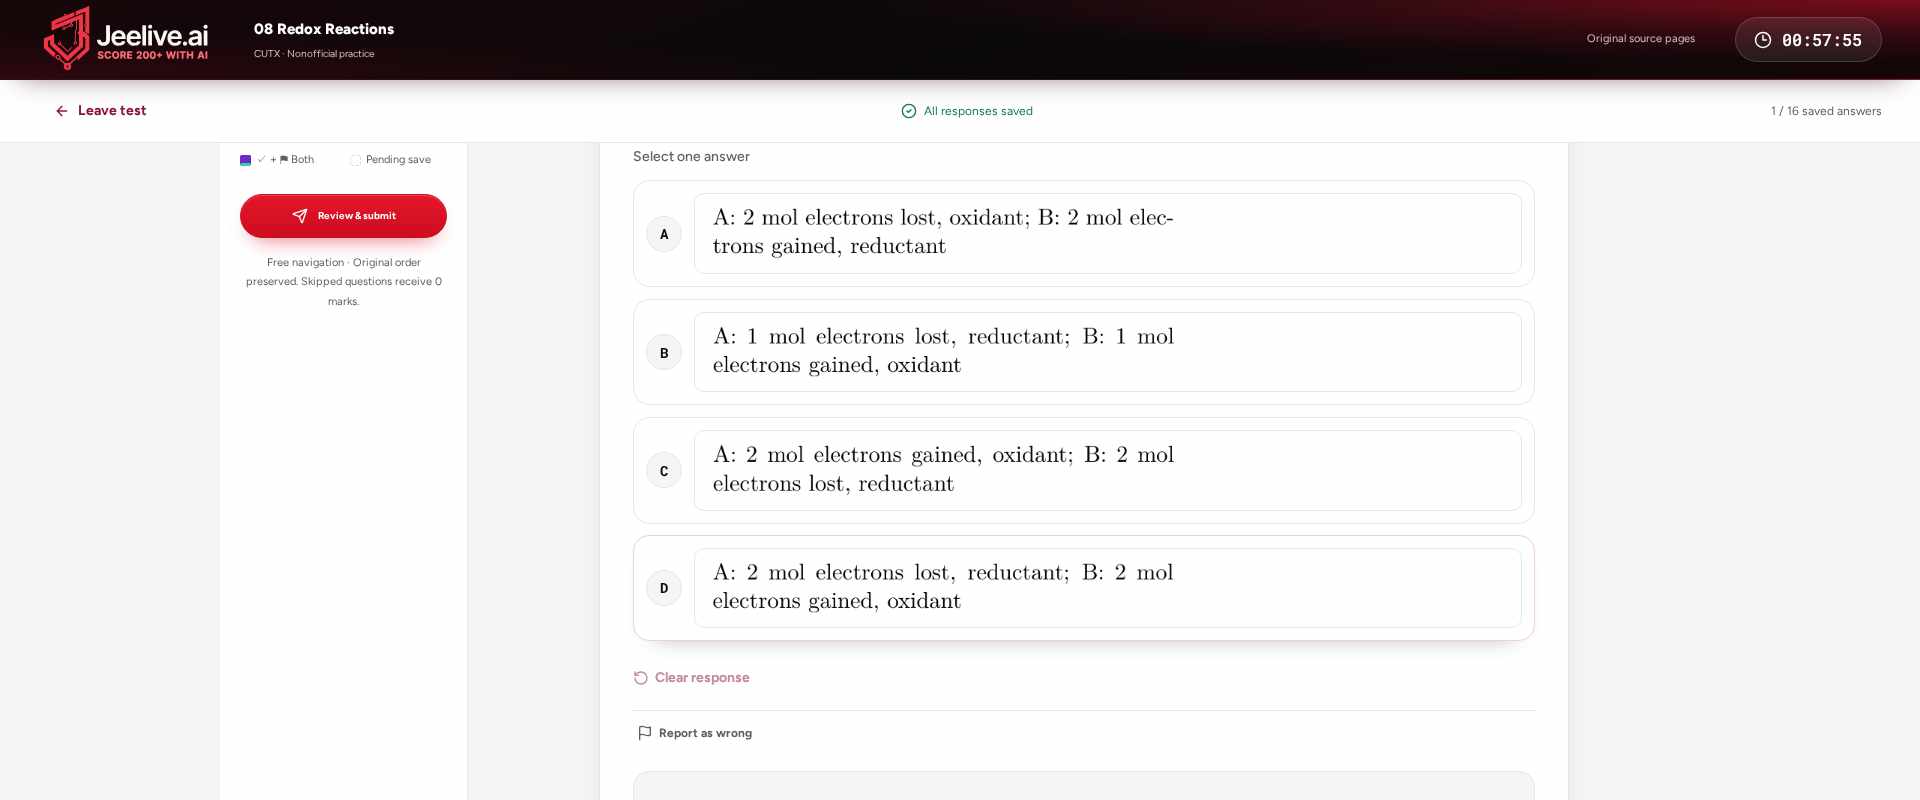 Jeelive.ai
SCORE 200+ WITH AI
08 Redox Reactions
CUTX · Nonofficial practice
Original source pages
00:57:55
Leave test
All responses saved
1 / 16 saved answers
✓ + Both
Pending save
Review & submit
Free navigation · Original order
preserved. Skipped questions receive 0
marks.
Select one answer
A
A: 2 mol electrons lost, oxidant; B: 2 mol elec-
trons gained, reductant
B
A: 1 mol electrons lost, reductant; B: 1 mol
electrons gained, oxidant
C
A: 2 mol electrons gained, oxidant; B: 2 mol
electrons lost, reductant
D
A: 2 mol electrons lost, reductant; B: 2 mol
electrons gained, oxidant
Clear response
Report as wrong